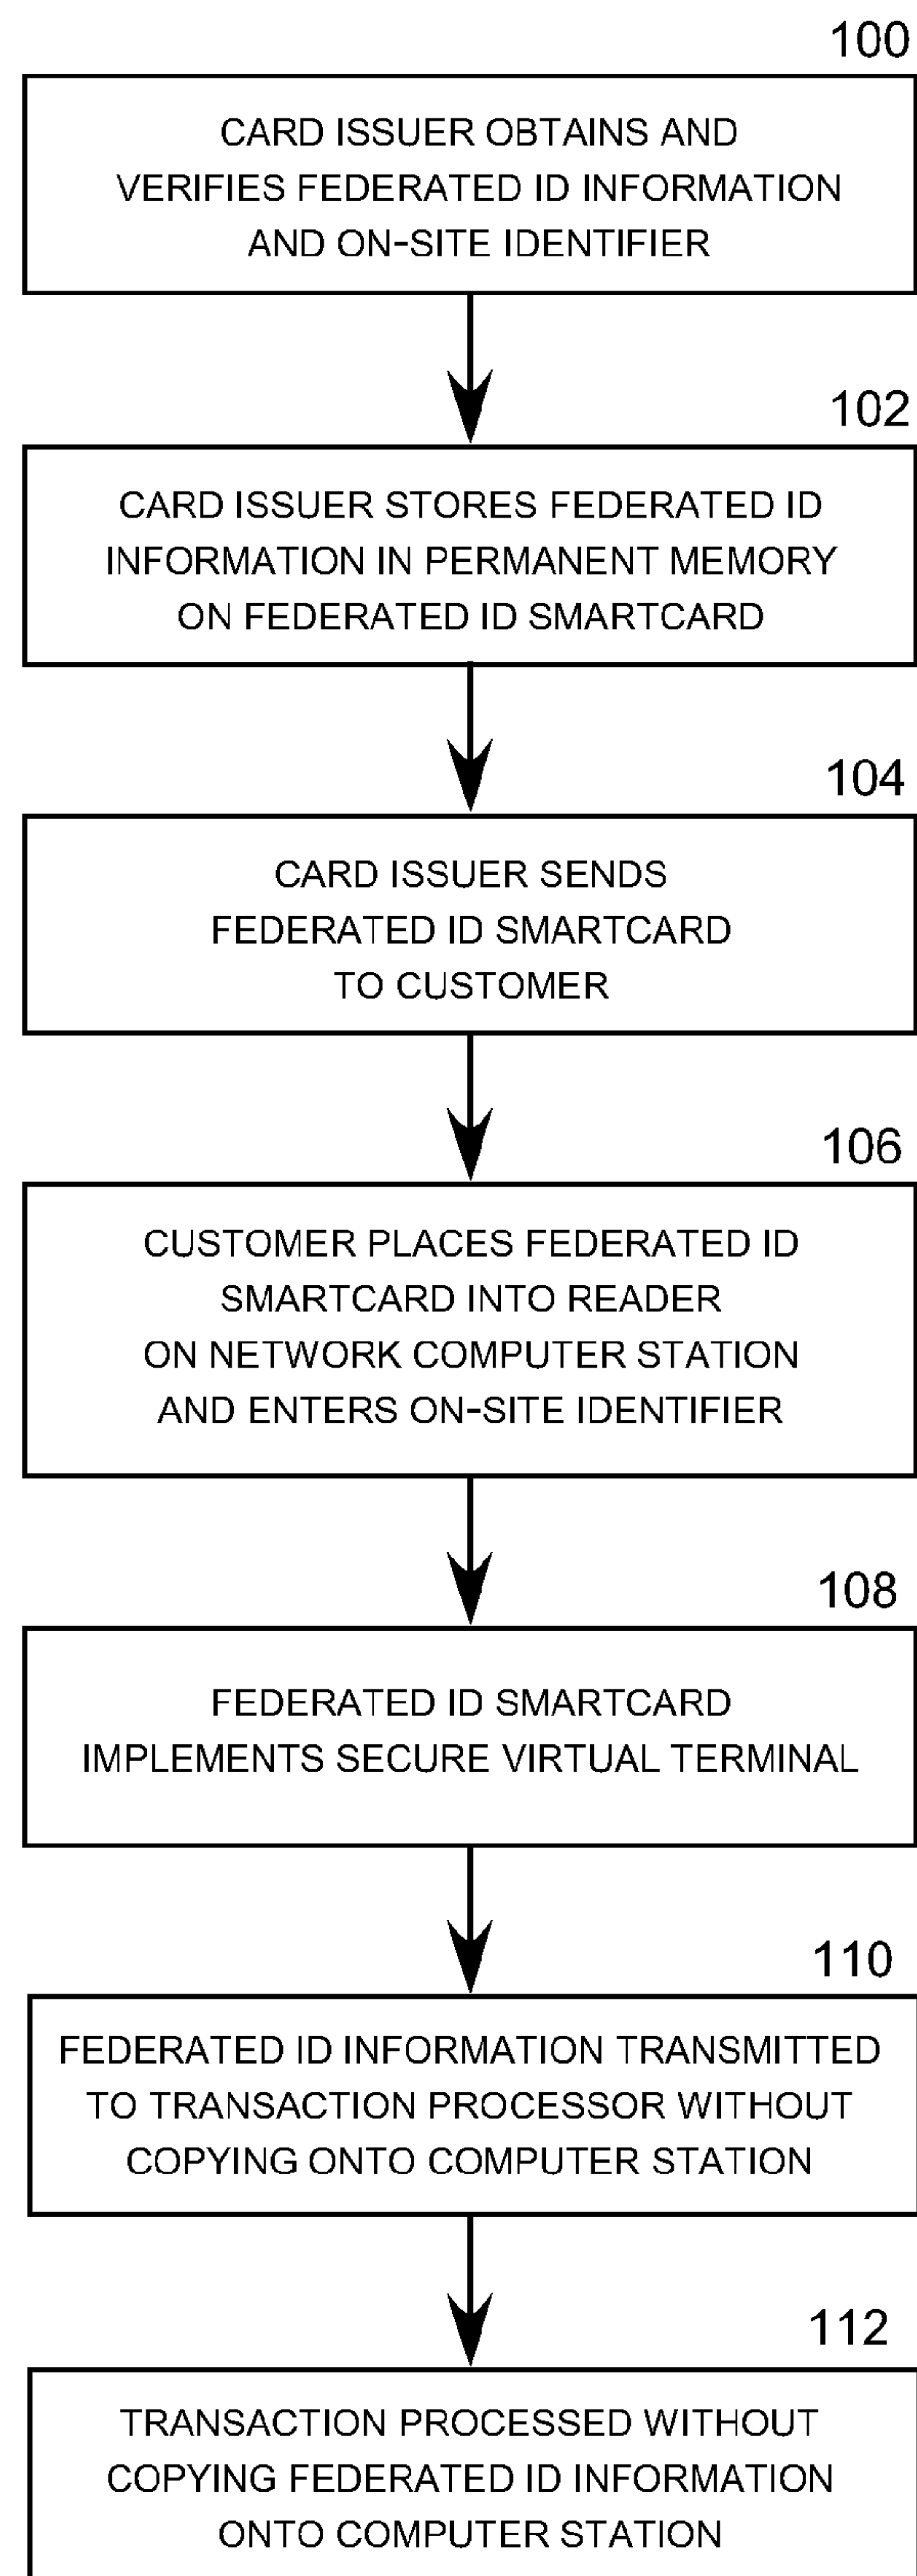 100
CARD ISSUER OBTAINS AND
VERIFIES FEDERATED ID INFORMATION
AND ON-SITE IDENTIFIER
102
CARD ISSUER STORES FEDERATED ID
INFORMATION IN PERMANENT MEMORY
ON FEDERATED ID SMARTCARD
104
CARD ISSUER SENDS
FEDERATED ID SMARTCARD
TO CUSTOMER
106
CUSTOMER PLACES FEDERATED ID
SMARTCARD INTO READER
ON NETWORK COMPUTER STATION
AND ENTERS ON-SITE IDENTIFIER
108
FEDERATED ID SMARTCARD
IMPLEMENTS SECURE VIRTUAL TERMINAL
110
FEDERATED ID INFORMATION TRANSMITTED
TO TRANSACTION PROCESSOR WITHOUT
COPYING ONTO COMPUTER STATION
112
TRANSACTION PROCESSED WITHOUT
COPYING FEDERATED ID INFORMATION
ONTO COMPUTER STATION